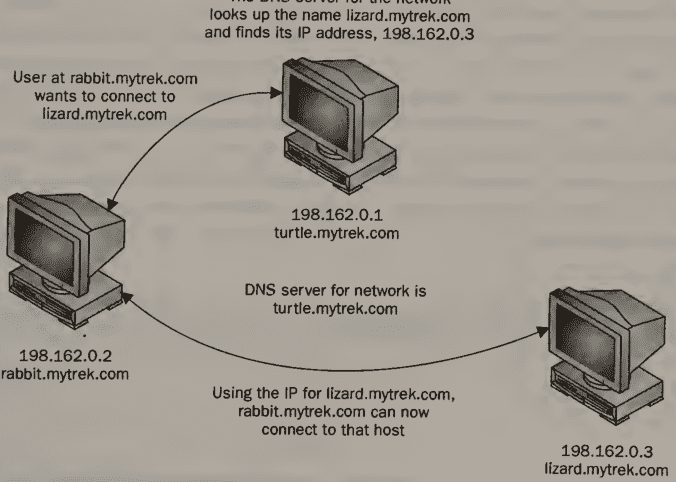 The DNS server for the network
looks up the name lizard.mytrek.com
and finds its IP address, 198.162.0.3
User at rabbit.mytrek.com
wants to connect to
lizard.mytrek.com
198.162.0.1
turtle.mytrek.com
DNS server for network is
turtle.mytrek.com
198.162.0.2
rabbit.mytrek.com
Using the IP for lizard.mytrek.com,
rabbit.mytrek.com can now
connect to that host
198.162.0.3
lizard.mytrek.com